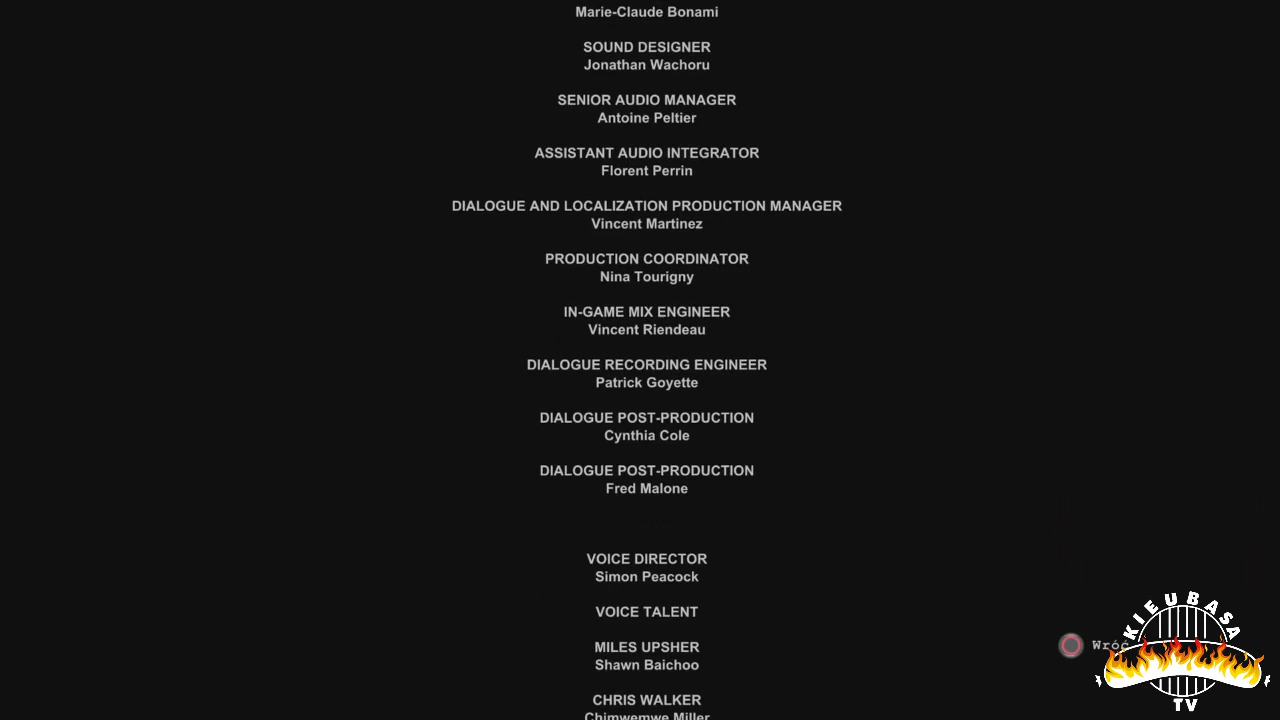 Marie-Claude Bonami
SOUND DESIGNER
Jonathan Wachoru
SENIOR AUDIO MANAGER
Antoine Peltier
ASSISTANT AUDIO INTEGRATOR
Florent Perrin
DIALOGUE AND LOCALIZATION PRODUCTION MANAGER
Vincent Martinez
PRODUCTION COORDINATOR
Nina Tourigny
IN-GAME MIX ENGINEER
Vincent Riendeau
DIALOGUE RECORDING ENGINEER
Patrick Goyette
DIALOGUE POST-PRODUCTION
Cynthia Cole
DIALOGUE POST-PRODUCTION
Fred Malone
VOICE DIRECTOR
Simon Peacock
VOICE TALENT
MILES UPSHER
Shawn Baichoo
CHRIS WALKER
Chimwemwe Miller
Wróć
KIEUBASA
TV